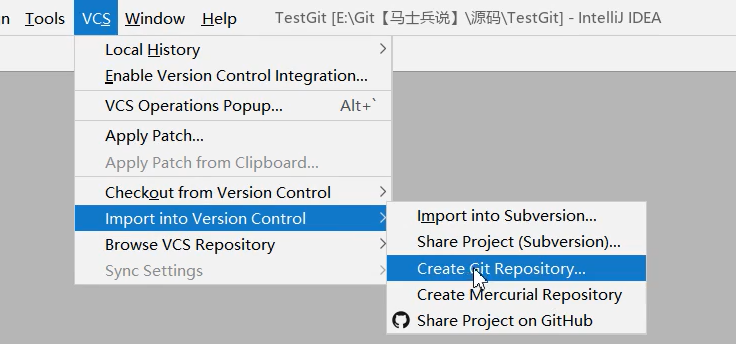 n Tools VCS Window Help TestGit [E:\Git【马士兵说】\源码\TestGit] - IntelliJ IDEA
Local History
Enable Version Control Integration...
VCS Operations Popup... Alt+`
Apply Patch...
Apply Patch from Clipboard...
Checkout from Version Control
Import into Version Control
Browse VCS Repository
Sync Settings
Import into Subversion...
Share Project (Subversion)...
Create Git Repository...
Create Mercurial Repository
Share Project on GitHub